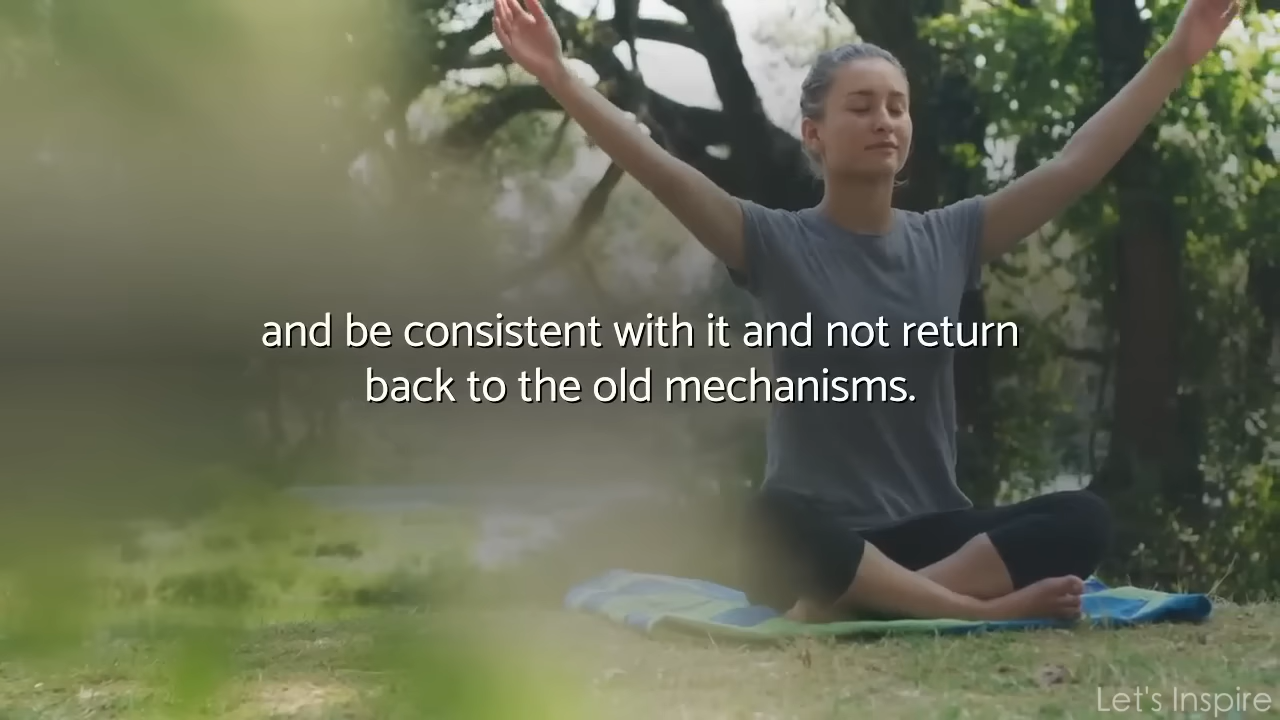 and be consistent with it and not return
back to the old mechanisms.
Let's Inspire